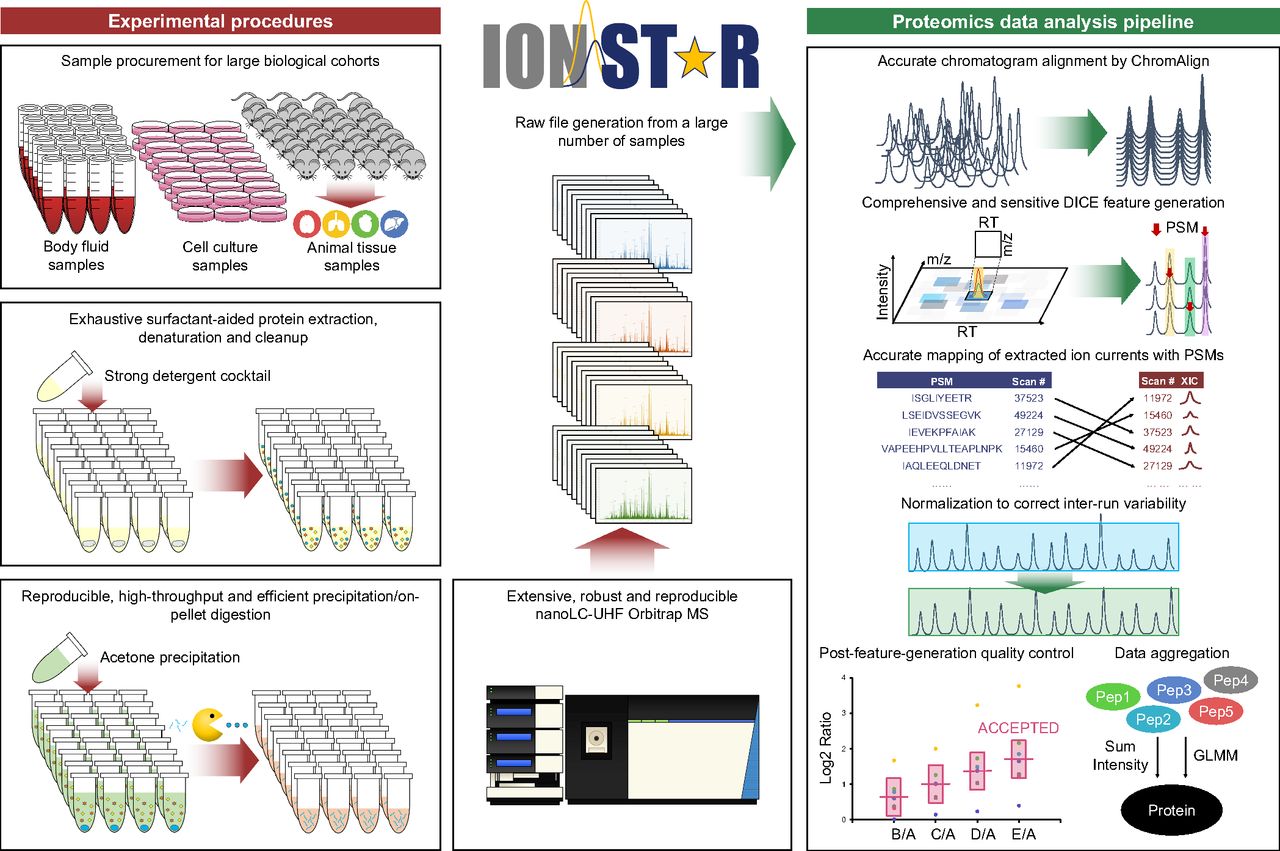 Experimental procedures
Sample procurement for large biological cohorts
Body fluid
samples
Cell culture
samples
Animal tissue
samples
Exhaustive surfactant-aided protein extraction,
denaturation and cleanup
Strong detergent cocktail
Reproducible, high-throughput and efficient precipitation/on-
pellet digestion
Acetone precipitation
IONSTAR
Raw file generation from a large
number of samples
Extensive, robust and reproducible
nanoLC-UHF Orbitrap MS
Proteomics data analysis pipeline
Accurate chromatogram alignment by ChromAlign
Comprehensive and sensitive DICE feature generation
RT
m/z
m/z
Intensity
RT
PSM
Accurate mapping of extracted ion currents with PSMs
PSM Scan # Scan # XIC
ISGLIYEETR 37523 11972
LSEIDVSSEGVK 49224 15460
IEVEKPFAIAK 27129 37523
VAPEEHPVLLTEAPLNPK 15460 49224
IAQLEEQLDNET 11972 27129
...... ...... ...... ......
Normalization to correct inter-run variability
Post-feature-generation quality control
4
3
2
1
0
Log2 Ratio
ACCEPTED
B/A C/A D/A E/A
Data aggregation
Pep1 Pep3 Pep4
Pep2 Pep5
Sum
Intensity
GLMM
Protein